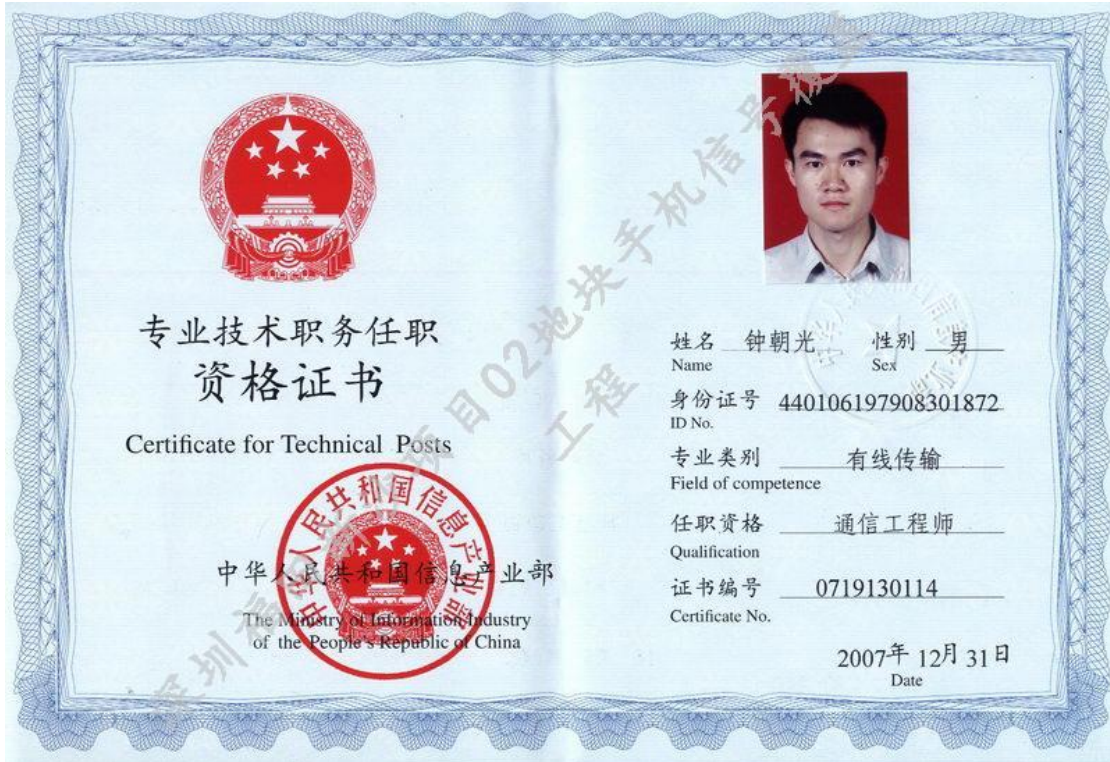 专业技术职务任职
资格证书
Certificate for Technical Posts
中华人民共和国信息产业部
The Ministry of Information Industry
of the People's Republic of China
中华人民共和国信息产业部
姓名 钟朝光 性别 男
Name Sex
身份证号 440106197908301872
ID No.
专业类别 有线传输
Field of competence
任职资格 通信工程师
Qualification
证书编号 0719130114
Certificate No.
2007年 12月 31日
Date
项目02地块手机信号覆盖
工程
深圳福田